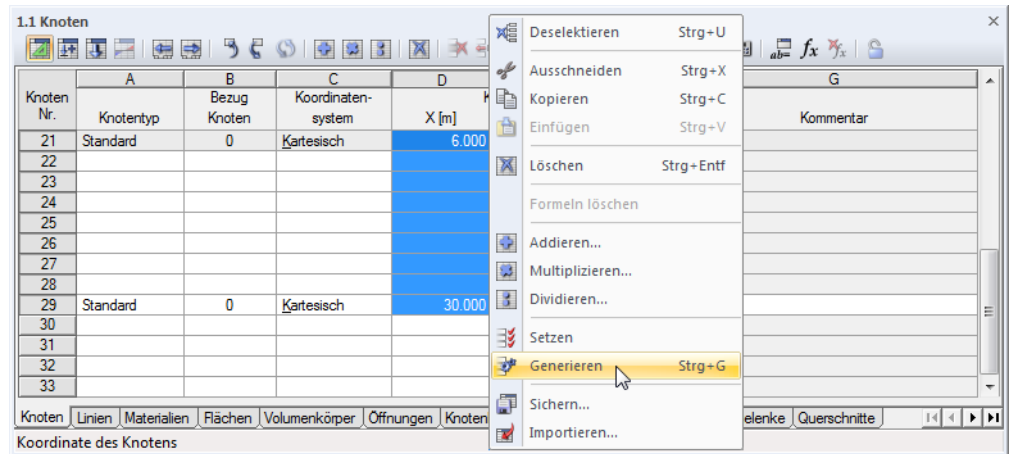 1.1 Knoten
A B C D G
Knoten Nr. Knotentyp Bezug Knoten Koordinaten-system X [m] K Kommentar
21 Standard 0 Kartesisch 6.000
22
23
24
25
26
27
28
29 Standard 0 Kartesisch 30.000
30
31
32
33
Deselektieren Strg+U
Ausschneiden Strg+X
Kopieren Strg+C
Einfügen Strg+V
Löschen Strg+Entf
Formeln löschen
Addieren...
Multiplizieren...
Dividieren...
Setzen
Generieren Strg+G
Sichern...
Importieren...
Knoten Linien Materialien Flächen Volumenkörper Öffnungen Knoten elenke Querschnitte
Koordinate des Knotens